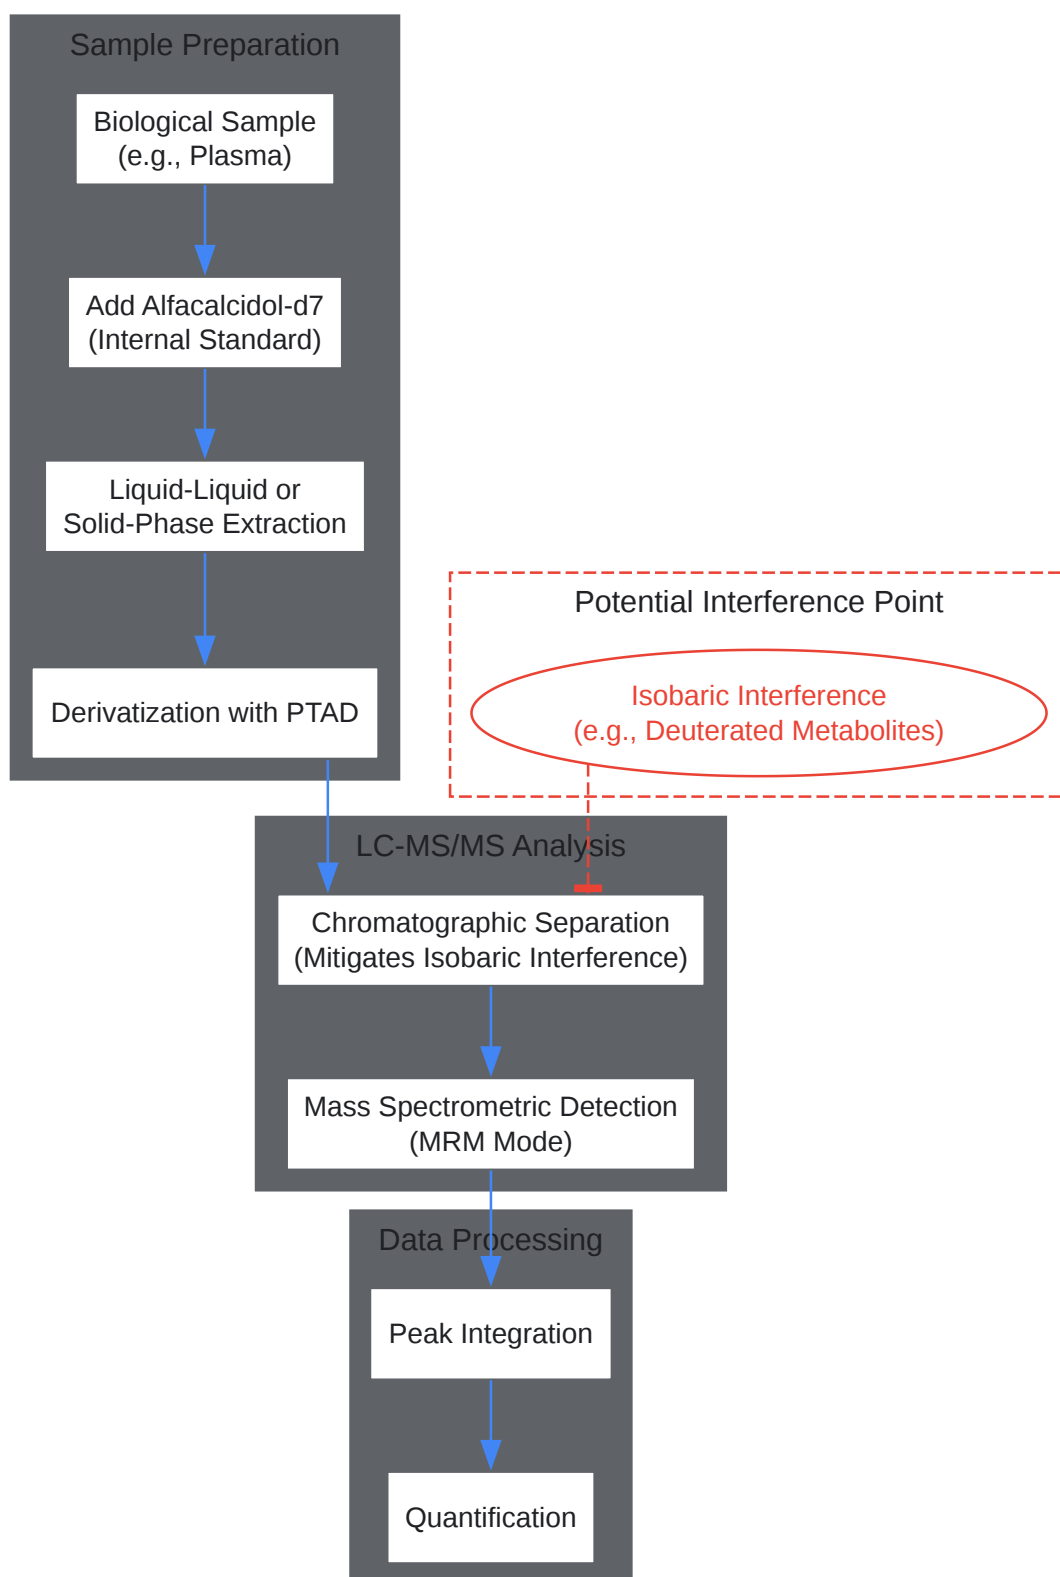 Sample Preparation
Biological Sample
(e.g., Plasma)
Add Alfacalcidol-d7
(Internal Standard)
Liquid-Liquid or
Solid-Phase Extraction
Derivatization with PTAD
Potential Interference Point
Isobaric Interference
(e.g., Deuterated Metabolites)
LC-MS/MS Analysis
Chromatographic Separation
(Mitigates Isobaric Interference)
Mass Spectrometric Detection
(MRM Mode)
Data Processing
Peak Integration
Quantification